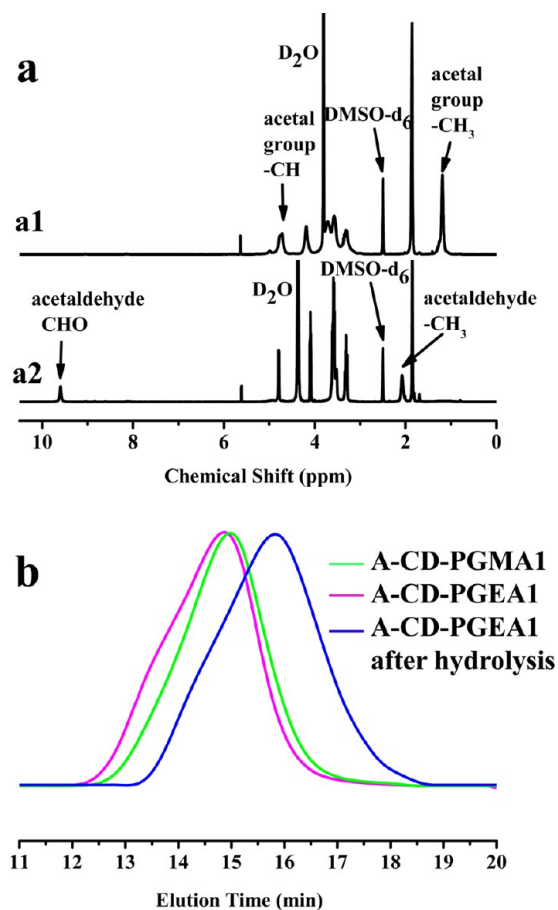 a
D₂O
acetal
group
-CH₃
DMSO-d₆
acetal
group
-CH
a1
D₂O
DMSO-d₆
acetaldehyde
-CH₃
acetaldehyde
CHO
a2
10 8 6 4 2 0
Chemical Shift (ppm)
b
A-CD-PGMA1
A-CD-PGEA1
A-CD-PGEA1
after hydrolysis
11 12 13 14 15 16 17 18 19 20
Elution Time (min)